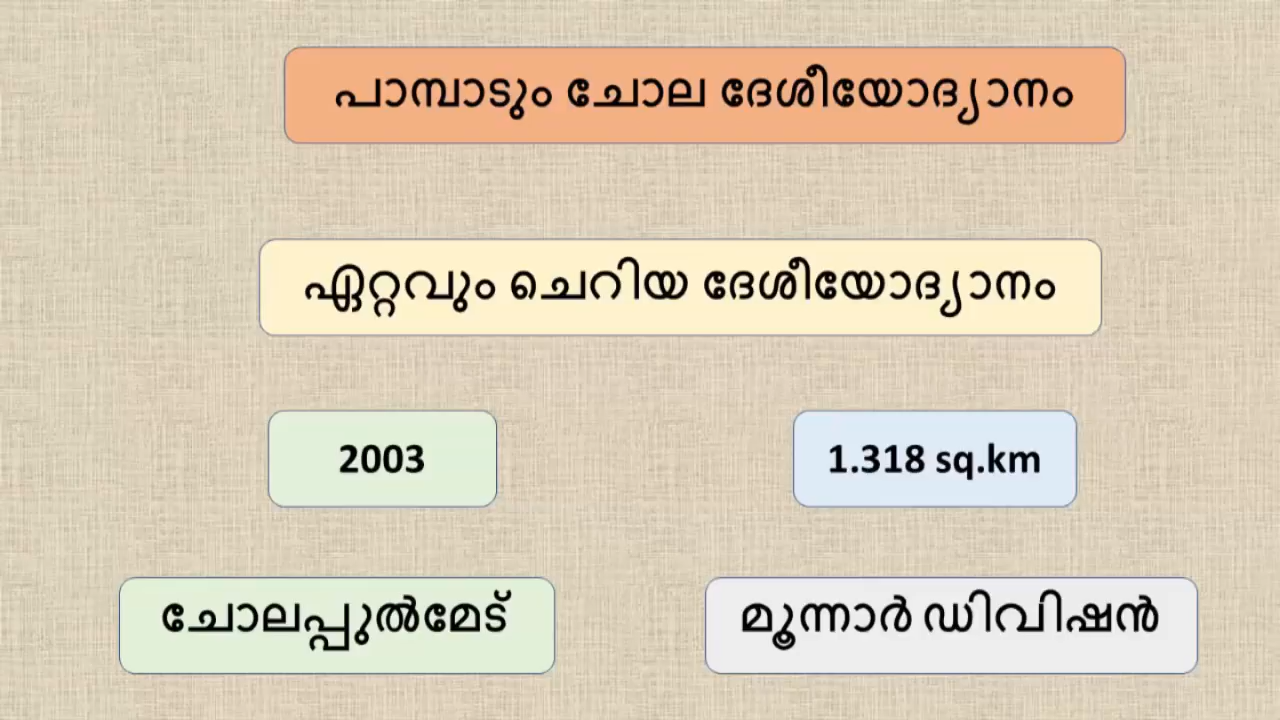 പാമ്പാടും ചോല ദേശീയോദ്യാനം
ഏറ്റവും ചെറിയ ദേശീയോദ്യാനം
2003
1.318 sq.km
ചോലപ്പുൽമേട്
മൂന്നാർ ഡിവിഷൻ